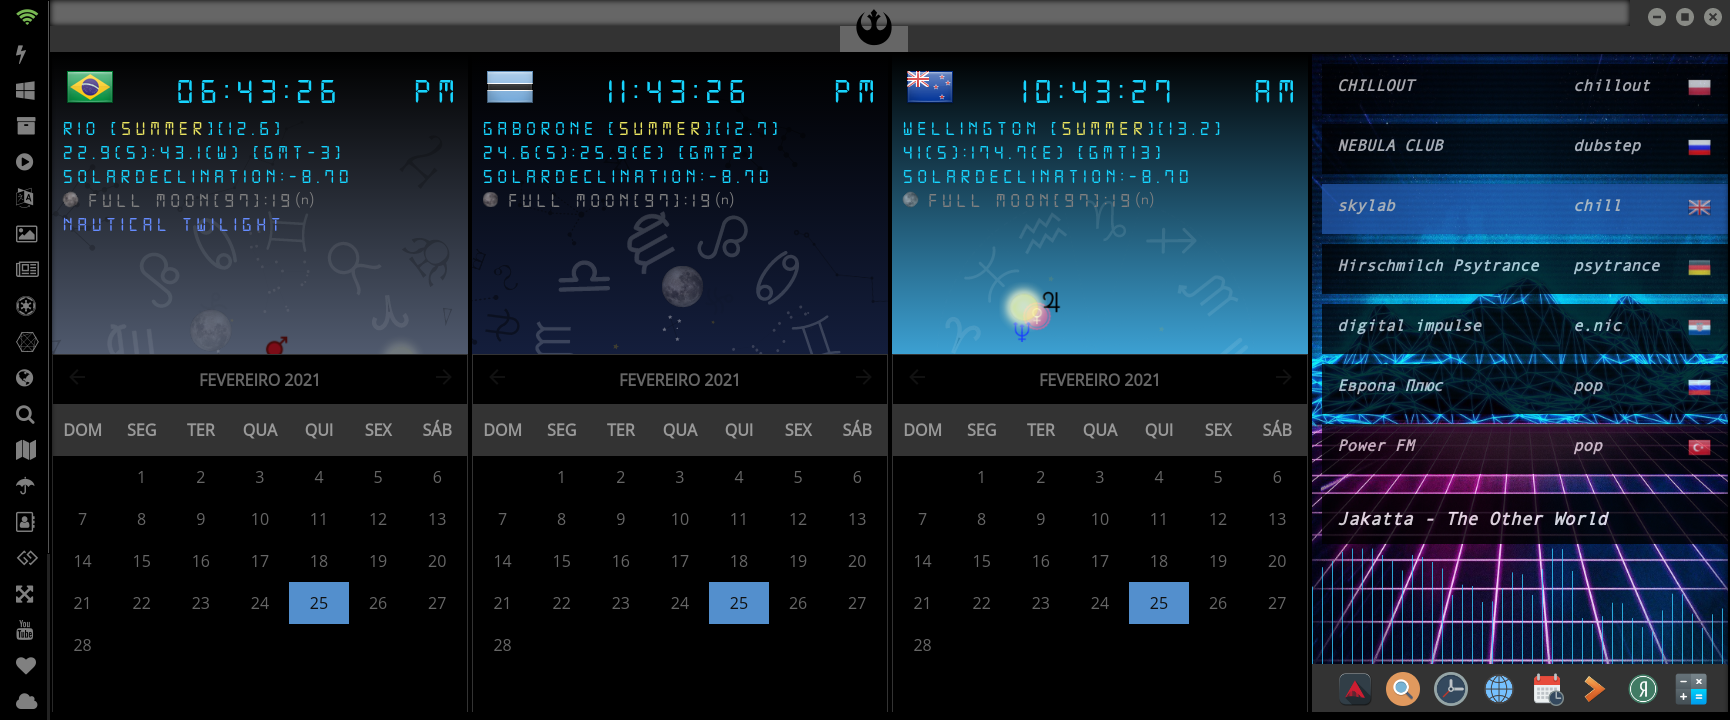 06:43:26 PM
RIO [SUMMER][12.6]
22.9(S):43.1(W) [GMT-3]
SOLARDECLINATION:-8.70
FULL MOON[97]:19(n)
NAUTICAL TWILIGHT
FEVEREIRO 2021
DOM SEG TER QUA QUI SEX SÁB
1 2 3 4 5 6
7 8 9 10 11 12 13
14 15 16 17 18 19 20
21 22 23 24 25 26 27
28
11:43:26 PM
GABORONE [SUMMER][12.7]
24.6(S):25.9(E) [GMT2]
SOLARDECLINATION:-8.70
FULL MOON[97]:19(n)
FEVEREIRO 2021
DOM SEG TER QUA QUI SEX SÁB
1 2 3 4 5 6
7 8 9 10 11 12 13
14 15 16 17 18 19 20
21 22 23 24 25 26 27
28
10:43:27 AM
WELLINGTON [SUMMER][13.2]
41(S):174.7(E) [GMT13]
SOLARDECLINATION:-8.70
FULL MOON[97]:19(n)
FEVEREIRO 2021
DOM SEG TER QUA QUI SEX SÁB
1 2 3 4 5 6
7 8 9 10 11 12 13
14 15 16 17 18 19 20
21 22 23 24 25 26 27
28
CHILLOUT chillout
NEBULA CLUB dubstep
skylab chill
Hirschmilch Psytrance psytrance
digital impulse e.nic
Европа Плюс pop
Power FM pop
Jakatta - The Other World
You Tube
Я